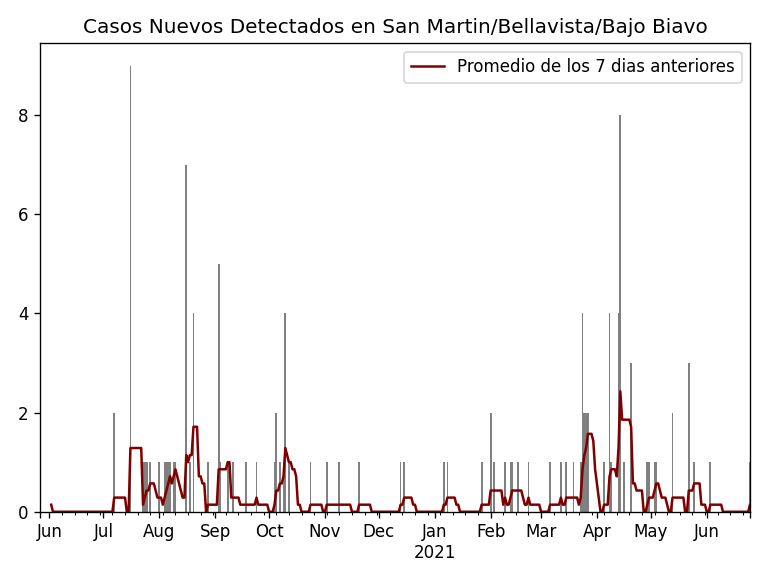 Casos Nuevos Detectados en San Martin/Bellavista/Bajo Biavo
Promedio de los 7 dias anteriores
8
6
4
2
0
Jun Jul Aug Sep Oct Nov Dec Jan Feb Mar Apr May Jun
2021